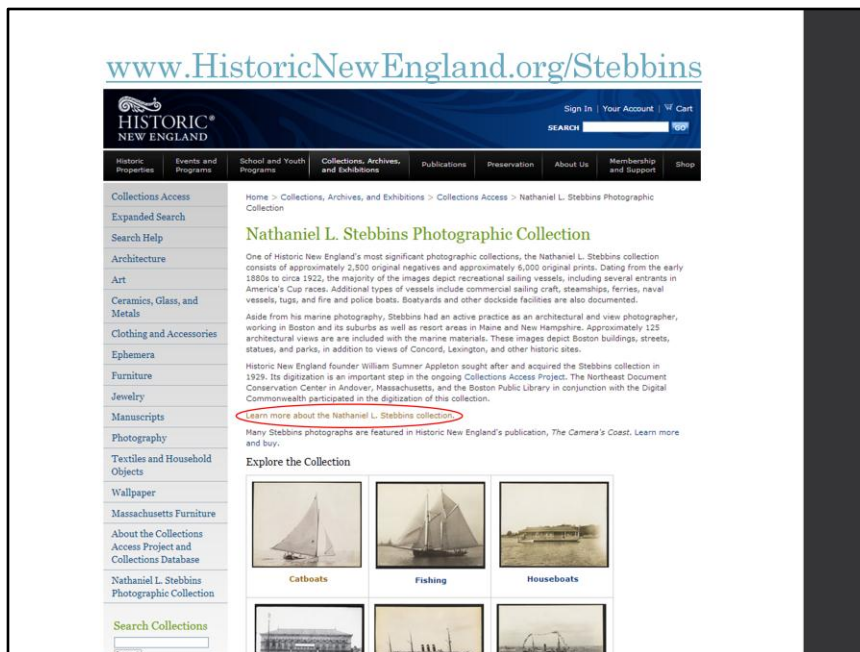 www.HistoricNewEngland.org/Stebbins
HISTORIC®
NEW ENGLAND
Sign In | Your Account | Cart
SEARCH GO
Historic Properties
Events and Programs
School and Youth Programs
Collections, Archives, and Exhibitions
Publications
Preservation
About Us
Membership and Support
Shop
Collections Access
Expanded Search
Search Help
Architecture
Art
Ceramics, Glass, and
Metals
Clothing and Accessories
Ephemera
Furniture
Jewelry
Manuscripts
Photography
Textiles and Household
Objects
Wallpaper
Massachusetts Furniture
About the Collections
Access Project and
Collections Database
Nathaniel L. Stebbins
Photographic Collection
Search Collections
Home > Collections, Archives, and Exhibitions > Collections Access > Nathaniel L. Stebbins Photographic
Collection
Nathaniel L. Stebbins Photographic Collection
One of Historic New England's most significant photographic collections, the Nathaniel L. Stebbins collection
consists of approximately 2,500 original negatives and approximately 6,000 original prints. Dating from the early
1880s to circa 1922, the majority of the images depict recreational sailing vessels, including several entrants in
America's Cup races. Additional types of vessels include commercial sailing craft, steamships, ferries, naval
vessels, tugs, and fire and police boats. Boatyards and other dockside facilities are also documented.
Aside from his marine photography, Stebbins had an active practice as an architectural and view photographer,
working in Boston and its suburbs as well as resort areas in Maine and New Hampshire. Approximately 125
architectural views are are included with the marine materials. These images depict Boston buildings, streets,
statues, and parks, in addition to views of Concord, Lexington, and other historic sites.
Historic New England founder William Sumner Appleton sought after and acquired the Stebbins collection in
1929. Its digitization is an important step in the ongoing Collections Access Project. The Northeast Document
Conservation Center in Andover, Massachusetts, and the Boston Public Library in conjunction with the Digital
Commonwealth participated in the digitization of this collection.
Learn more about the Nathaniel L. Stebbins collection.
Many Stebbins photographs are featured in Historic New England's publication, The Camera's Coast. Learn more
and buy.
Explore the Collection
Catboats
Fishing
Houseboats